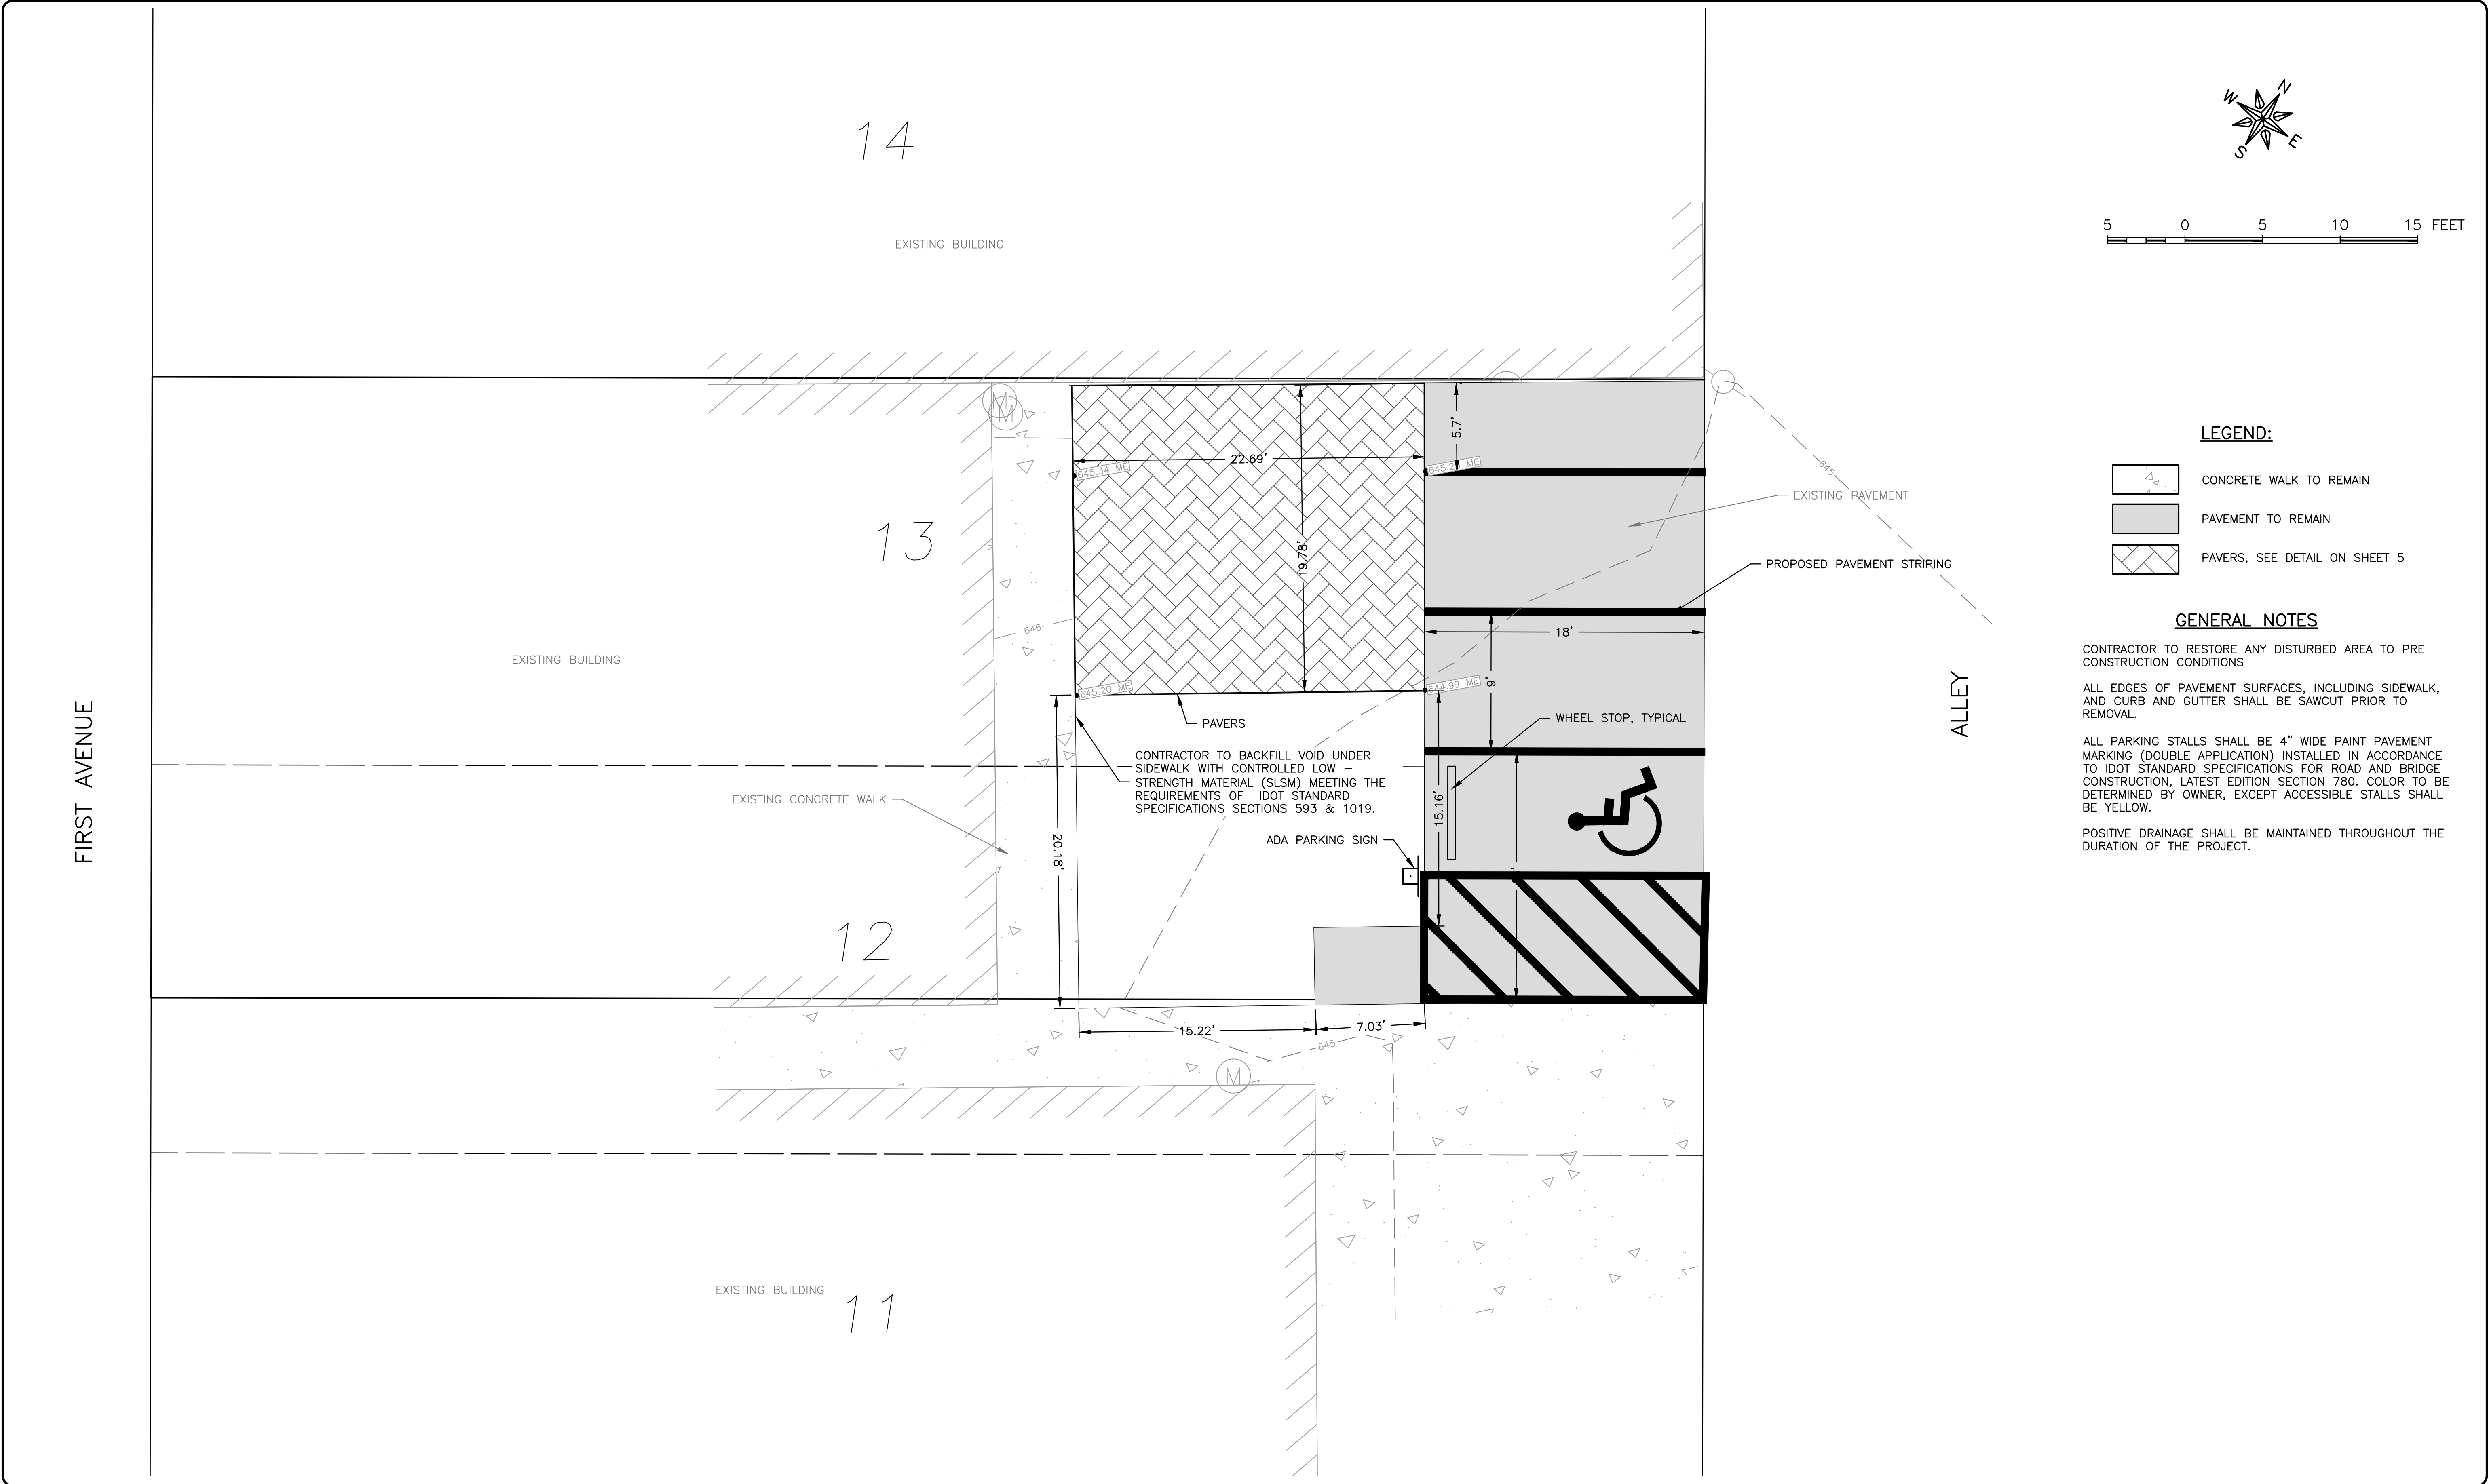 14
EXISTING BUILDING
W
N
S
E
5 0 5 10 15 FEET
LEGEND:
CONCRETE WALK TO REMAIN
PAVEMENT TO REMAIN
PAVERS, SEE DETAIL ON SHEET 5
GENERAL NOTES
CONTRACTOR TO RESTORE ANY DISTURBED AREA TO PRE
CONSTRUCTION CONDITIONS
ALL EDGES OF PAVEMENT SURFACES, INCLUDING SIDEWALK,
AND CURB AND GUTTER SHALL BE SAWCUT PRIOR TO
REMOVAL.
ALL PARKING STALLS SHALL BE 4" WIDE PAINT PAVEMENT
MARKING (DOUBLE APPLICATION) INSTALLED IN ACCORDANCE
TO IDOT STANDARD SPECIFICATIONS FOR ROAD AND BRIDGE
CONSTRUCTION, LATEST EDITION SECTION 780. COLOR TO BE
DETERMINED BY OWNER, EXCEPT ACCESSIBLE STALLS SHALL
BE YELLOW.
POSITIVE DRAINAGE SHALL BE MAINTAINED THROUGHOUT THE
DURATION OF THE PROJECT.
M
M
5.7'
22.69'
645.34 ME
ME
645
EXISTING PAVEMENT
13
19.78'
PROPOSED PAVEMENT STRIPING
646
18'
EXISTING BUILDING
9'
645.20 ME
644.99 ME
FIRST AVENUE
ALLEY
PAVERS
WHEEL STOP, TYPICAL
CONTRACTOR TO BACKFILL VOID UNDER
SIDEWALK WITH CONTROLLED LOW –
STRENGTH MATERIAL (SLSM) MEETING THE
REQUIREMENTS OF IDOT STANDARD
SPECIFICATIONS SECTIONS 593 & 1019.
EXISTING CONCRETE WALK
15.16'
ADA PARKING SIGN
20.18'
12
15.22'
7.03'
645
M
EXISTING BUILDING
11